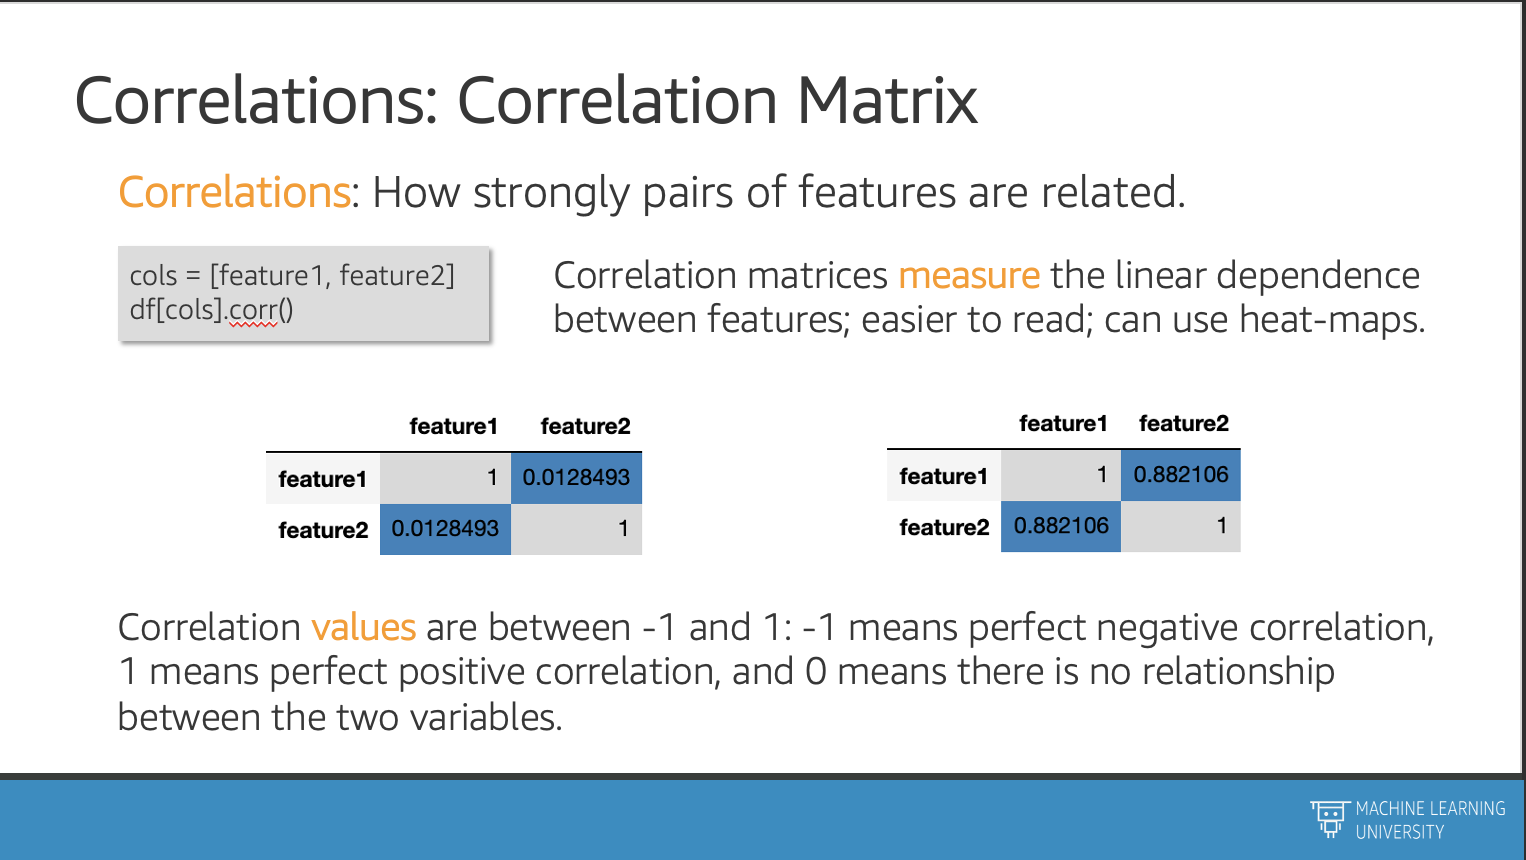 Correlations: Correlation Matrix
Correlations: How strongly pairs of features are related.
cols = [feature1, feature2]
df[cols].corr()
Correlation matrices measure the linear dependence
between features; easier to read; can use heat-maps.
feature1 feature2
feature1 1 0.0128493
feature2 0.0128493 1
feature1 feature2
feature1 1 0.882106
feature2 0.882106 1
Correlation values are between -1 and 1: -1 means perfect negative correlation,
1 means perfect positive correlation, and 0 means there is no relationship
between the two variables.
MACHINE LEARNING
UNIVERSITY